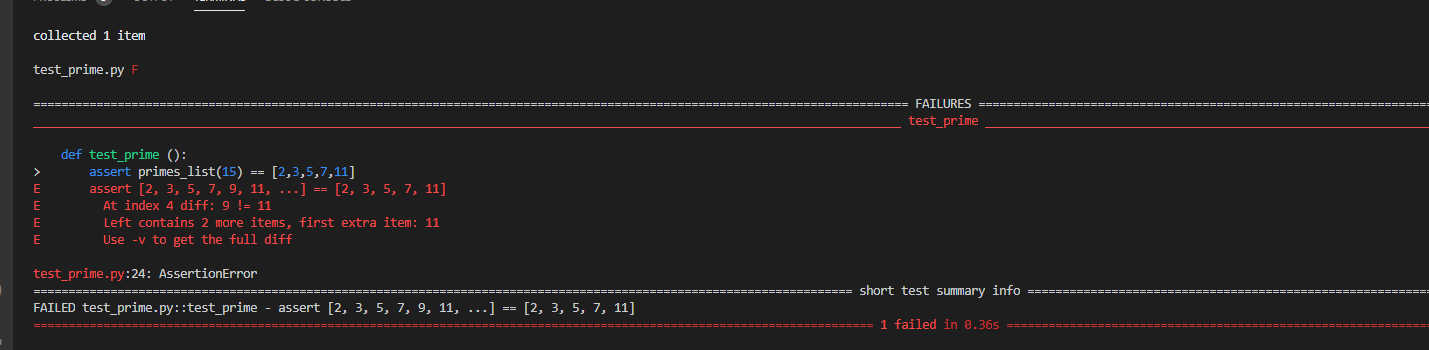 TERMINAL
collected 1 item
test_prime.py F
================================ FAILURES ================================
________________________________ test_prime ________________________________
def test_prime ():
> assert primes_list(15) == [2,3,5,7,11]
E assert [2, 3, 5, 7, 9, 11, ...] == [2, 3, 5, 7, 11]
E At index 4 diff: 9 != 11
E Left contains 2 more items, first extra item: 11
E Use -v to get the full diff
test_prime.py:24: AssertionError
================================ short test summary info ================================
FAILED test_prime.py::test_prime - assert [2, 3, 5, 7, 9, 11, ...] == [2, 3, 5, 7, 11]
================================ 1 failed in 0.36s ================================